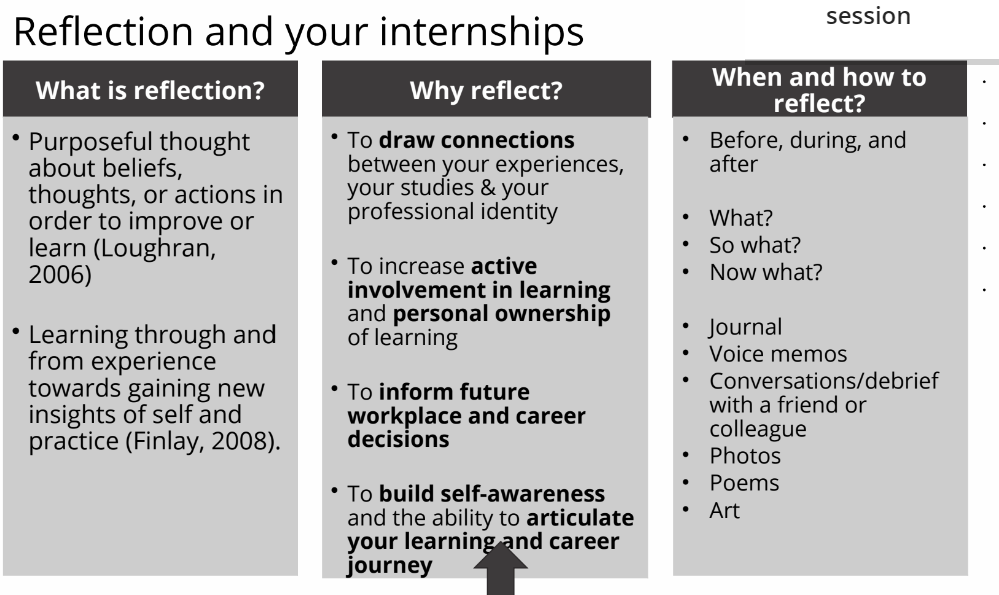 session
Reflection and your internships
What is reflection?
• Purposeful thought
about beliefs,
thoughts, or actions in
order to improve or
learn (Loughran,
2006)
• Learning through and
from experience
towards gaining new
insights of self and
practice (Finlay, 2008).
Why reflect?
• To draw connections
between your experiences,
your studies & your
professional identity
• To increase active
involvement in learning
and personal ownership
of learning
• To inform future
workplace and career
decisions
• To build self-awareness
and the ability to articulate
your learning and career
journey
When and how to
reflect?
• Before, during, and
after
• What?
• So what?
• Now what?
• Journal
• Voice memos
• Conversations/debrief
with a friend or
colleague
• Photos
• Poems
• Art